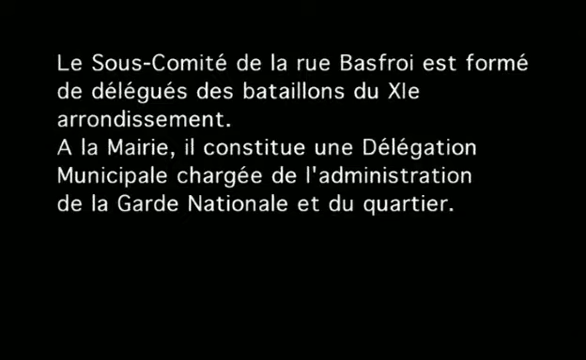 Le Sous-Comité de la rue Basfroi est formé
de délégués des bataillons du XIe
arrondissement.
A la Mairie, il constitue une Délégation
Municipale chargée de l'administration
de la Garde Nationale et du quartier.